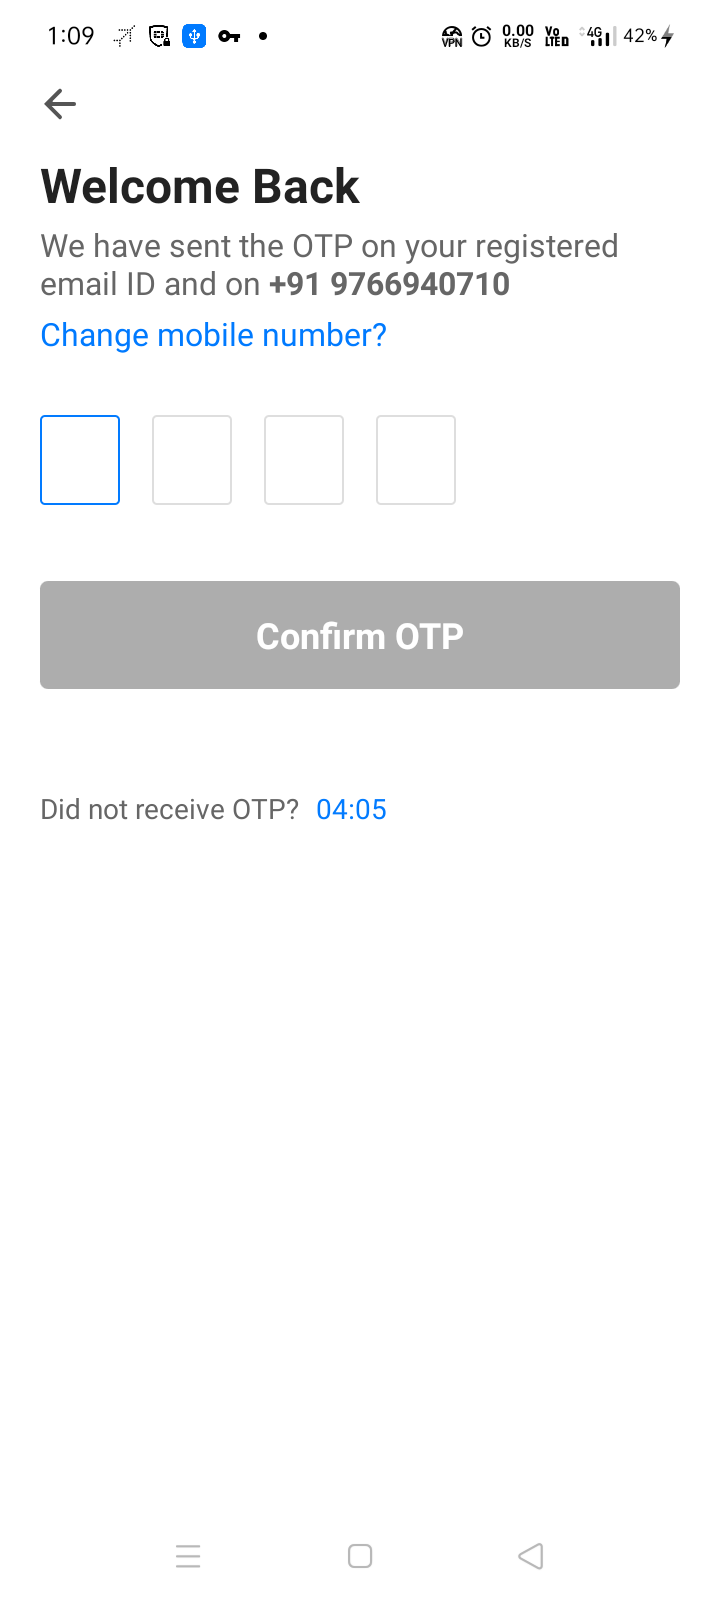 1:09
VPN
0.00
KB/S
Vo
LTED
4G
42%
Welcome Back
We have sent the OTP on your registered
email ID and on +91 9766940710
Change mobile number?
Confirm OTP
Did not receive OTP? 04:05